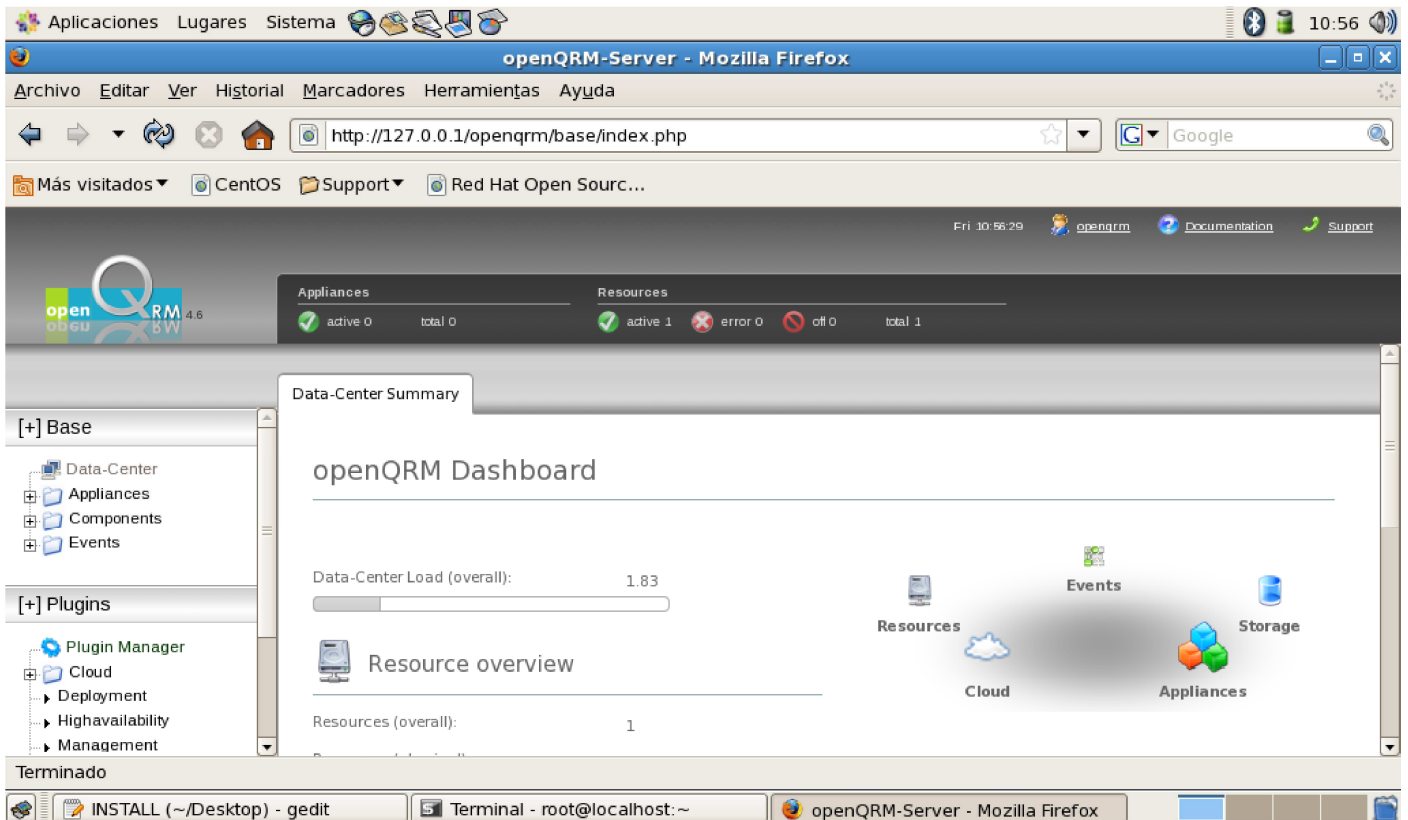 Aplicaciones Lugares Sistema 10:56
openQRM-Server - Mozilla Firefox
Archivo Editar Ver Historial Marcadores Herramientas Ayuda
http://127.0.0.1/openqrm/base/index.php Google
Más visitados CentOS Support Red Hat Open Sourc...
Fri 10:56:29 openqrm Documentation Support
open QRM 4.6
Appliances Resources
active 0 total 0 active 1 error 0 off 0 total 1
Data-Center Summary
[+] Base
Data-Center
Appliances
Components
Events
[+] Plugins
Plugin Manager
Cloud
Deployment
Highavailability
Management
openQRM Dashboard
Data-Center Load (overall): 1.83
Resource overview
Resources (overall): 1
Events
Resources
Storage
Cloud
Appliances
Terminado
INSTALL (~/Desktop) - gedit Terminal - root@localhost:~ openQRM-Server - Mozilla Firefox